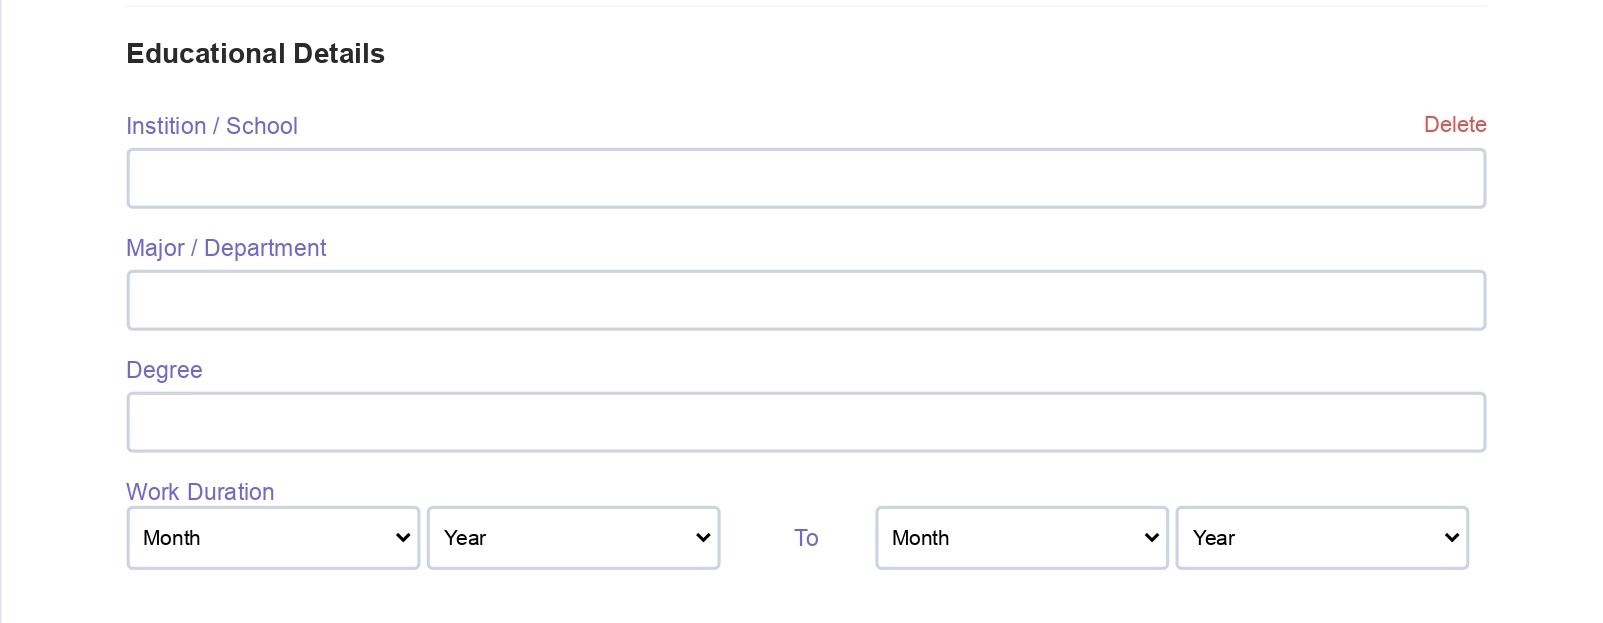 Educational Details
Instition / School
Delete
Major / Department
Degree
Work Duration
Month Year To Month Year